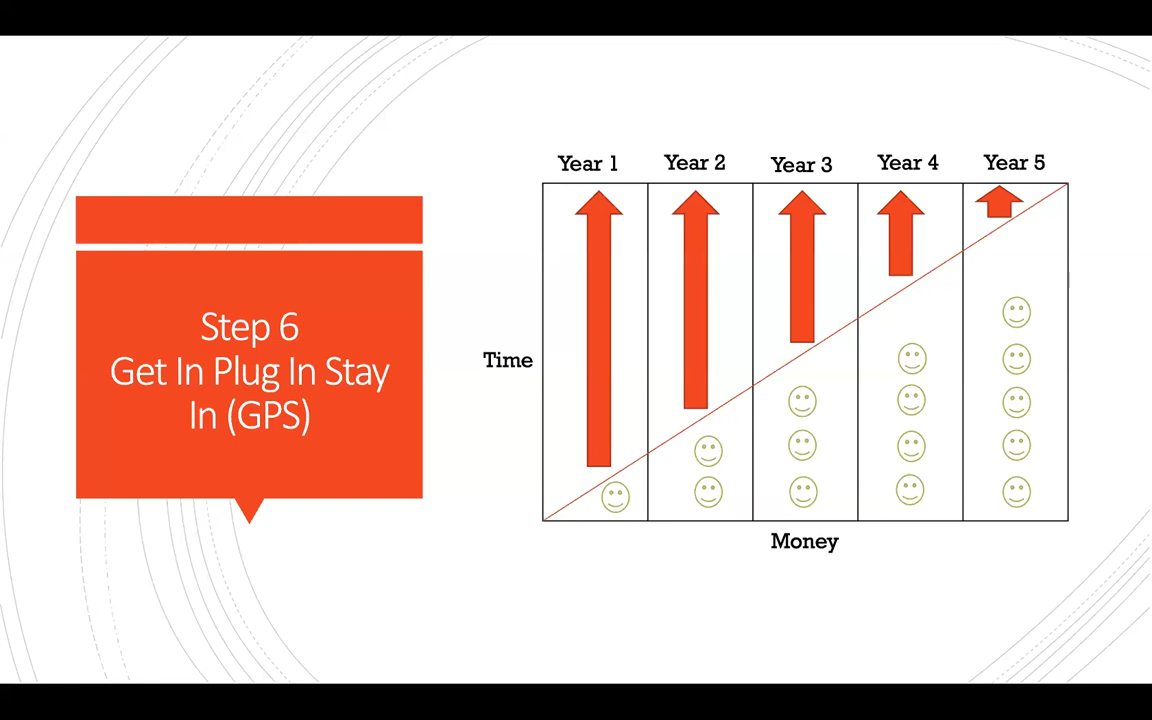 Step 6
Get In Plug In Stay
In (GPS)
Year 1
Year 2
Year 3
Year 4
Year 5
Time
Money